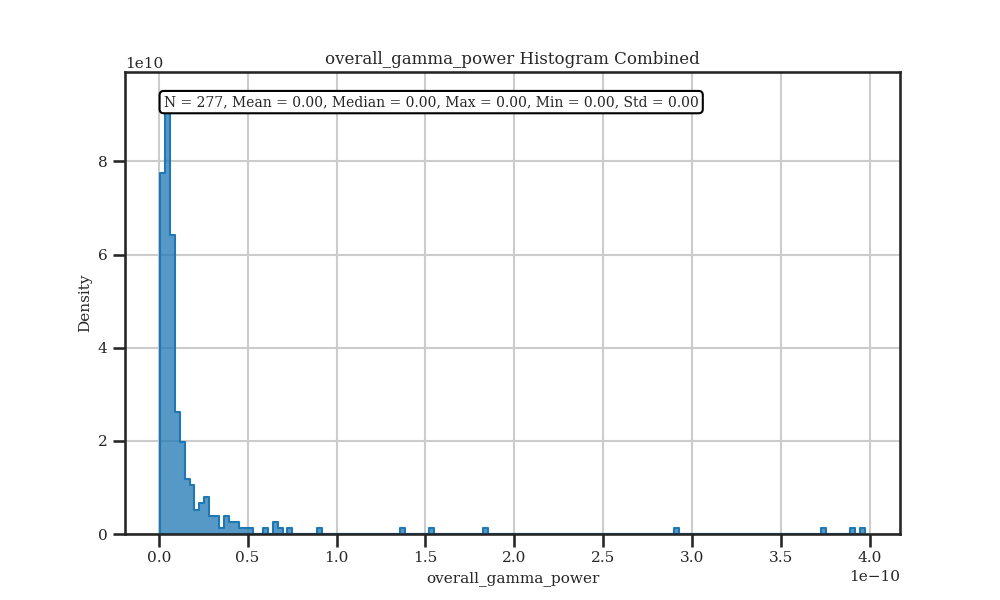 overall_gamma_power Histogram Combined
1e10
N = 277, Mean = 0.00, Median = 0.00, Max = 0.00, Min = 0.00, Std = 0.00
8
6
4
2
0
Density
0.0 0.5 1.0 1.5 2.0 2.5 3.0 3.5 4.0
1e−10
overall_gamma_power